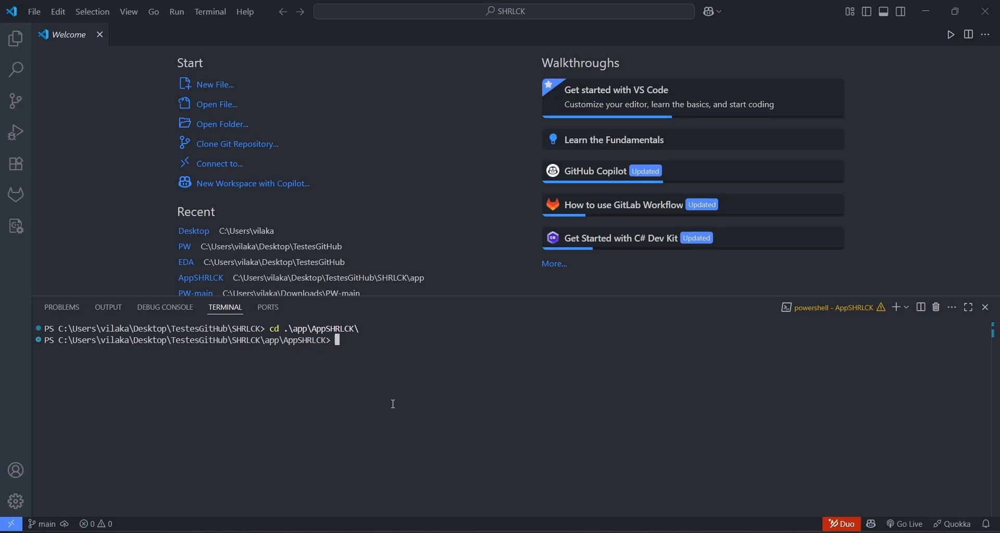 File Edit Selection View Go Run Terminal Help SHRLCK
Welcome
Start
New File...
Open File...
Open Folder...
Clone Git Repository...
Connect to...
New Workspace with Copilot...
Recent
Desktop C:\Users\vilaka
PW C:\Users\vilaka\Desktop\TestesGitHub
EDA C:\Users\vilaka\Desktop\TestesGitHub
AppSHRLCK C:\Users\vilaka\Desktop\TestesGitHub\SHRLCK\app
PW-main C:\Users\vilaka\Downloads\PW-main
Walkthroughs
Get started with VS Code
Customize your editor, learn the basics, and start coding
Learn the Fundamentals
GitHub Copilot Updated
How to use GitLab Workflow Updated
Get Started with C# Dev Kit Updated
More...
PROBLEMS OUTPUT DEBUG CONSOLE TERMINAL PORTS powershell - AppSHRLCK
PS C:\Users\vilaka\Desktop\TestesGitHub\SHRLCK> cd .\app\AppSHRLCK\
PS C:\Users\vilaka\Desktop\TestesGitHub\SHRLCK\app\AppSHRLCK>
main 0 0 Duo Go Live Quokka